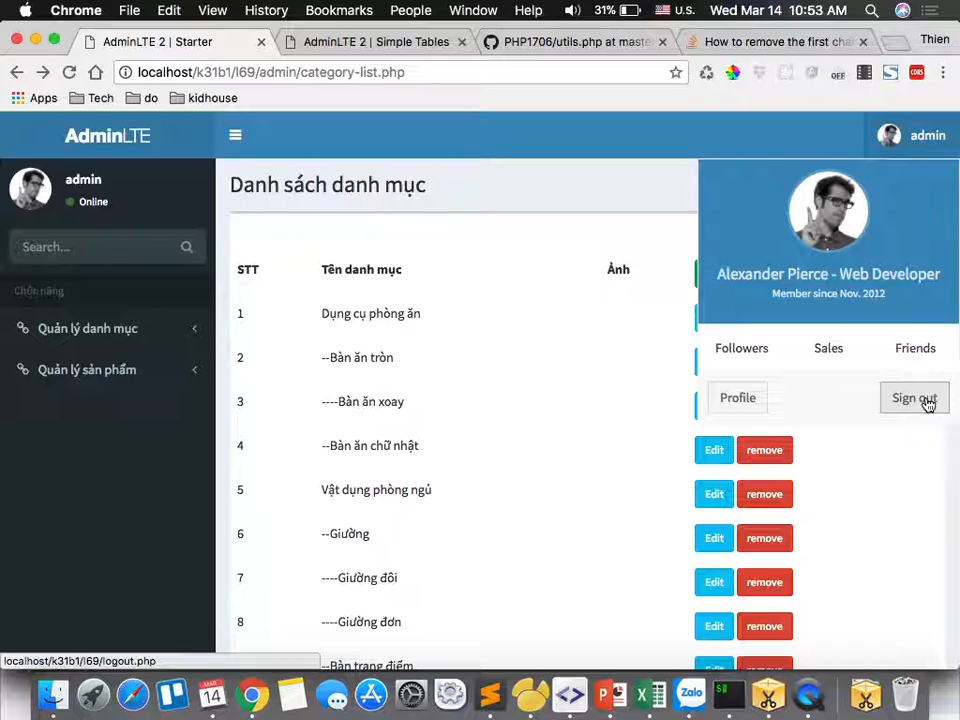 Chrome File Edit View History Bookmarks People Window Help 31% U.S. Wed Mar 14 10:53 AM
AdminLTE 2 | Starter
AdminLTE 2 | Simple Tables
PHP1706/utils.py at maste
How to remove the first cha
Thien
localhost/k31b1/l69/admin/category-list.php
OFF
CORS
Apps Tech do kidhouse
AdminLTE
admin
admin
Online
Search...
Chức năng
Quản lý danh mục
Quản lý sản phẩm
Danh sách danh mục
Alexander Pierce - Web Developer
Member since Nov. 2012
Followers Sales Friends
Profile Sign out
STT Tên danh mục Ảnh
1 Dụng cụ phòng ăn
2 --Bàn ăn tròn
3 ----Bàn ăn xoay
4 --Bàn ăn chữ nhật Edit remove
5 Vật dụng phòng ngủ Edit remove
6 --Giường Edit remove
7 ----Giường đôi Edit remove
8 ----Giường đơn Edit remove
--Bàn trang điểm
localhost/k31b1/l69/logout.php
MAR
14
Zalo